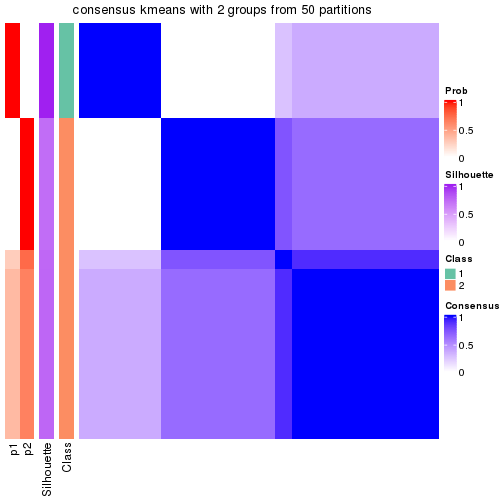 consensus kmeans with 2 groups from 50 partitions
Prob
1
0.5
0
Silhouette
1
0.5
0
Class
1
2
Consensus
1
0.5
0
p1
p2
Silhouette
Class